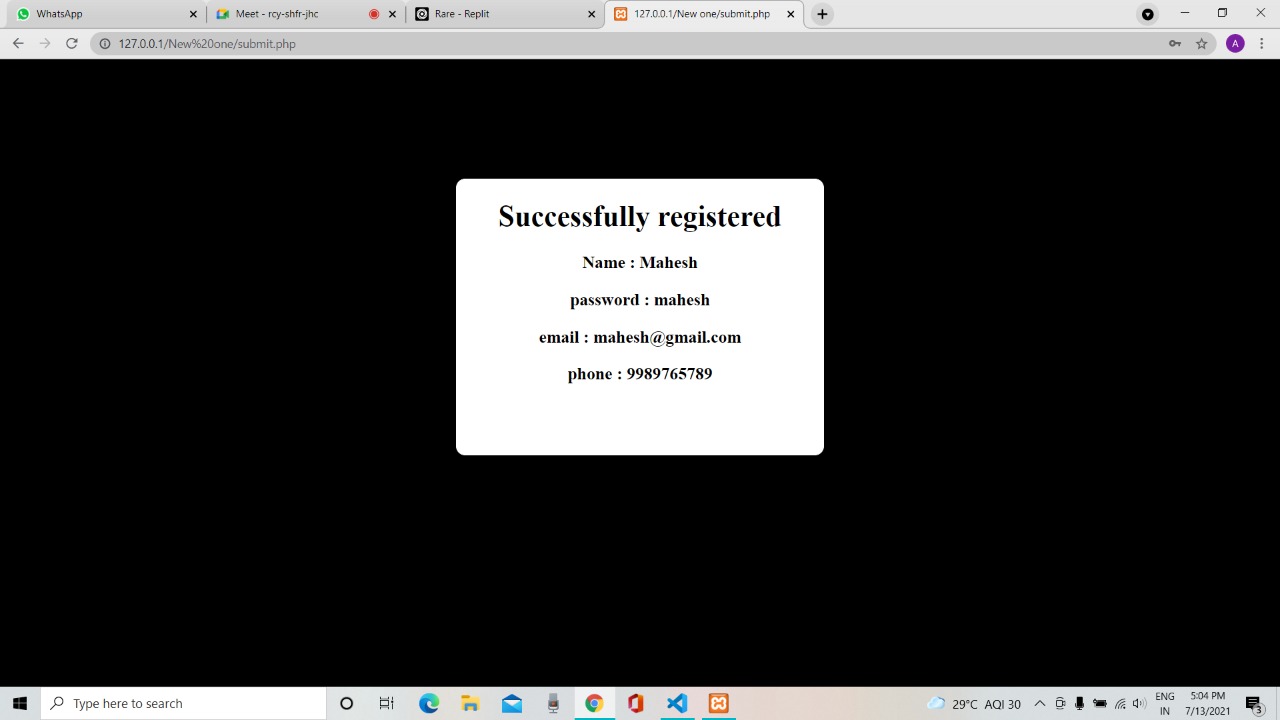 WhatsApp
Meet - rcy-shfr-jhc
Rare - Replit
127.0.0.1/New one/submit.php
127.0.0.1/New%20one/submit.php
A
Successfully registered
Name : Mahesh
password : mahesh
email : mahesh@gmail.com
phone : 9989765789
Type here to search
29°C AQI 30
ENG
IN
5:04 PM
7/13/2021
3